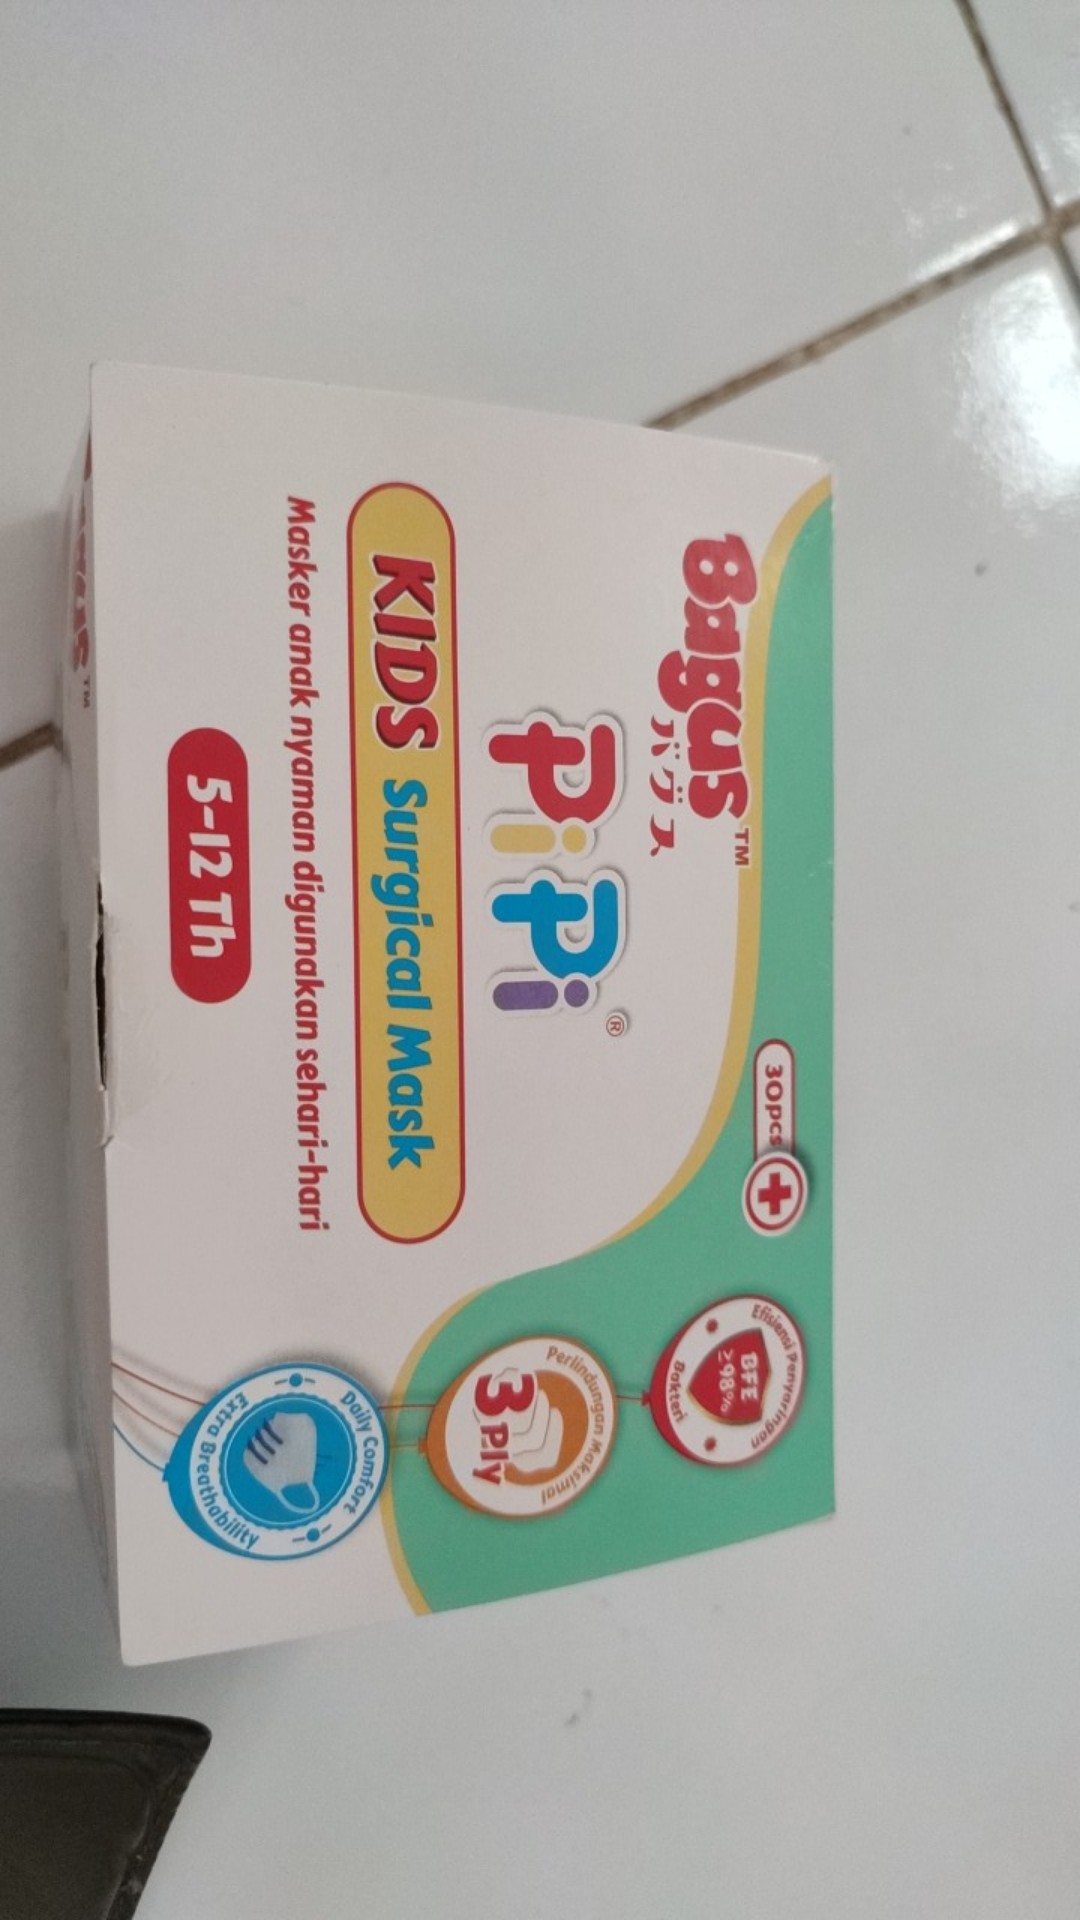 Bagus™
バグス
PiPi®
KIDS Surgical Mask
Masker anak nyaman digunakan sehari-hari
5-12 Th
30pcs
Efisiensi Penyaringan
BFE
≥98%
Bakteri
Perlindungan Maksimal
3 Ply
Daily Comfort
Extra Breathability